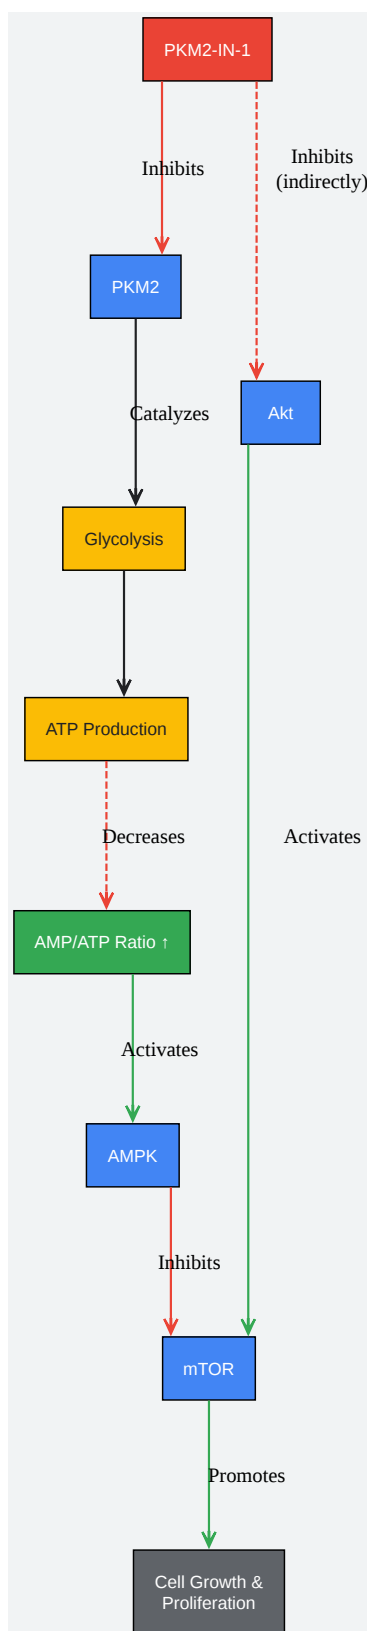 PKM2-IN-1
Inhibits
Inhibits
(indirectly)
PKM2
Akt
Catalyzes
Glycolysis
ATP Production
Decreases
Activates
AMP/ATP Ratio ↑
Activates
AMPK
Inhibits
mTOR
Promotes
Cell Growth &
Proliferation